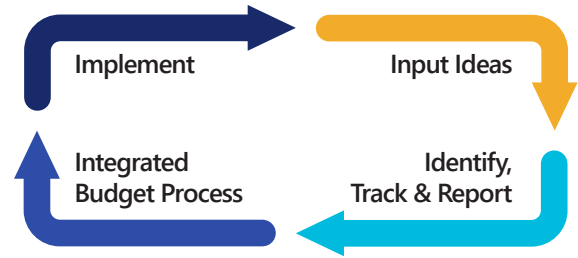 Implement
Input Ideas
Integrated
Budget Process
Identify,
Track & Report